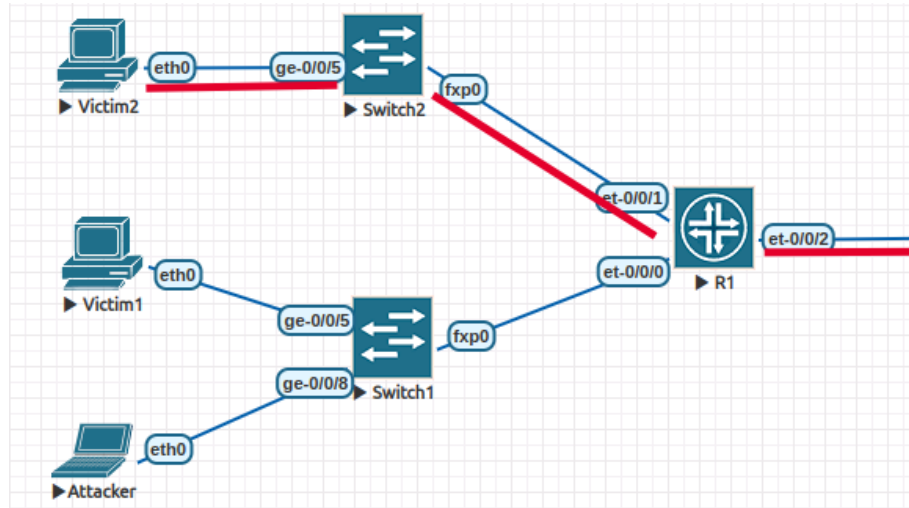 eth0
ge-0/0/5
▶ Victim2
▶ Switch2
fxp0
et-0/0/1
et-0/0/2
▶ R1
et-0/0/0
eth0
▶ Victim1
ge-0/0/5
fxp0
ge-0/0/8
▶ Switch1
eth0
▶Attacker